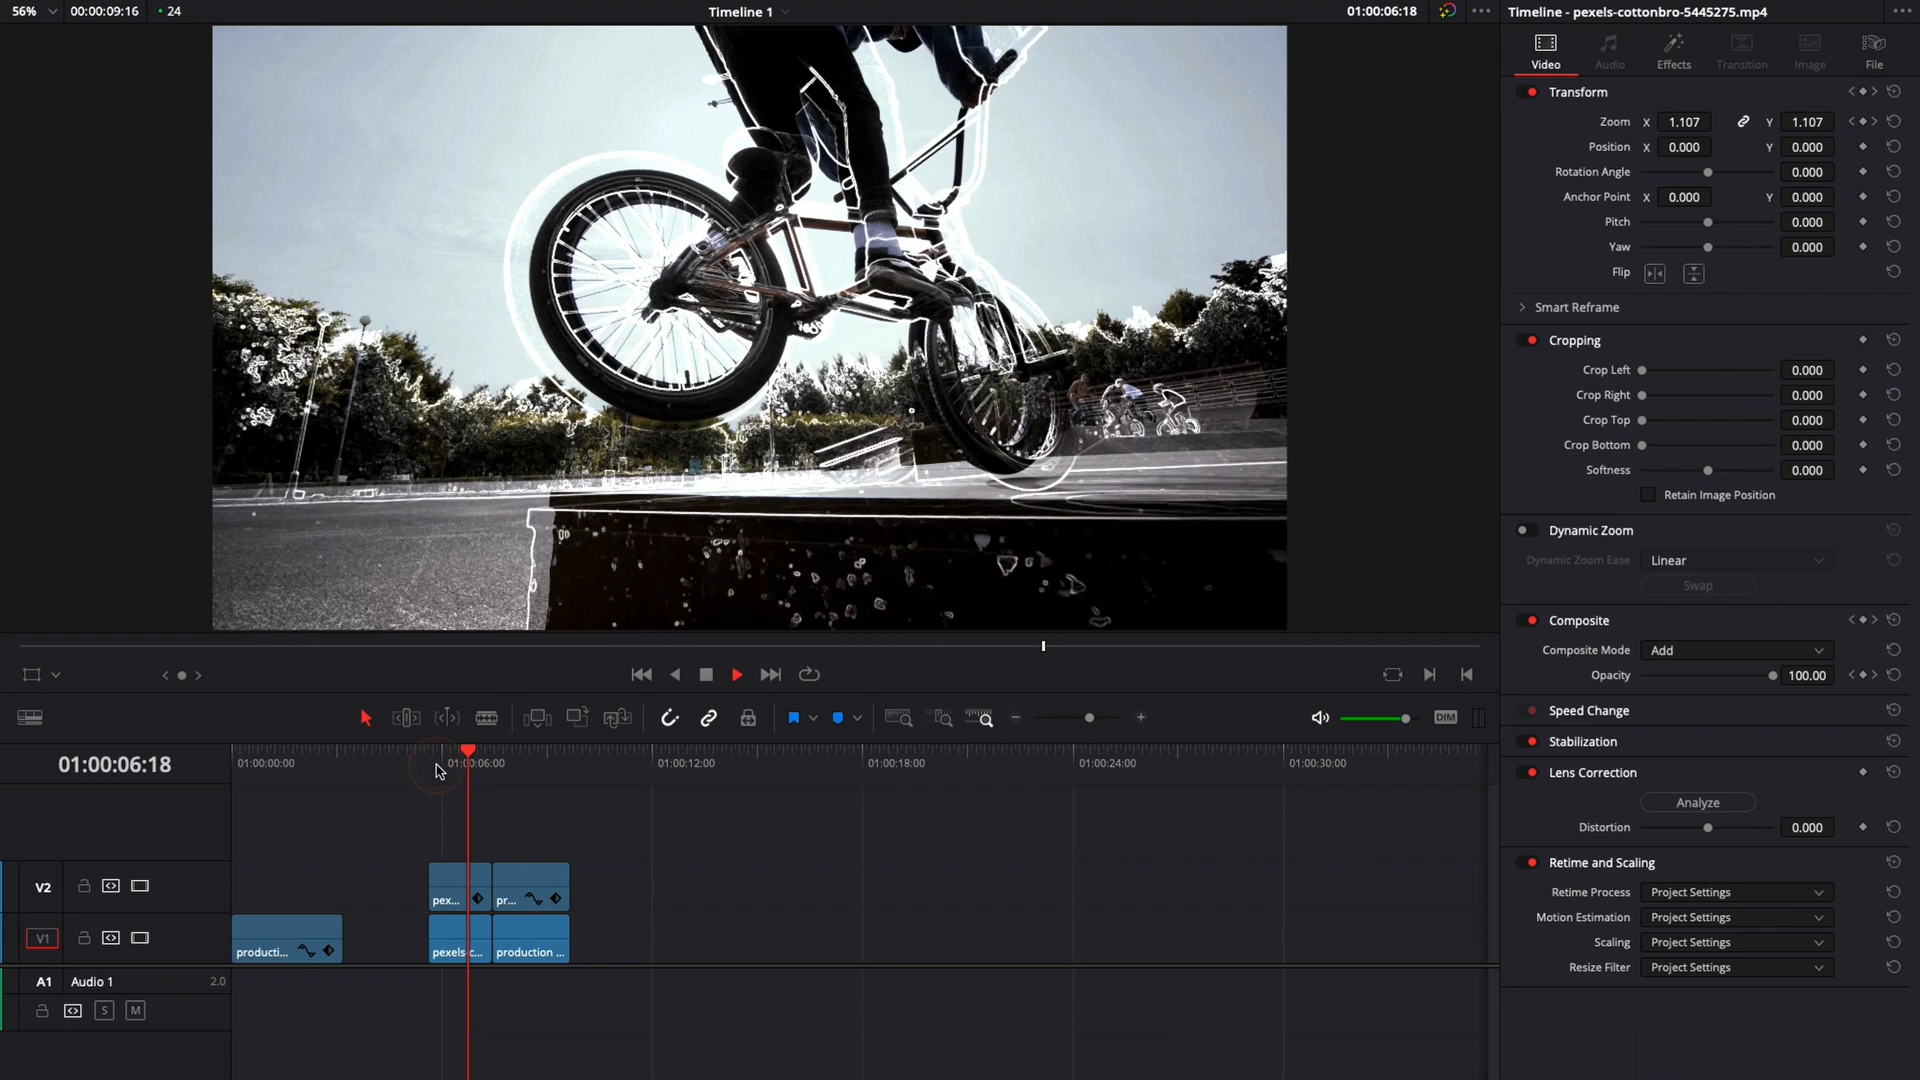 56% 00:00:09:16 • 24 Timeline 1 01:00:06:18 Timeline - pexels-cottonbro-5445275.mp4
Video Audio Effects Transition Image File
Transform
Zoom X 1.107 Y 1.107
Position X 0.000 Y 0.000
Rotation Angle 0.000
Anchor Point X 0.000 Y 0.000
Pitch 0.000
Yaw 0.000
Flip
Smart Reframe
Cropping
Crop Left 0.000
Crop Right 0.000
Crop Top 0.000
Crop Bottom 0.000
Softness 0.000
Retain Image Position
Dynamic Zoom
Dynamic Zoom Ease Linear
Swap
Composite
Composite Mode Add
Opacity 100.00
Speed Change
Stabilization
Lens Correction
Analyze
Distortion 0.000
Retime and Scaling
Retime Process Project Settings
Motion Estimation Project Settings
Scaling Project Settings
Resize Filter Project Settings
DIM
01:00:06:18
01:00:00:00 01:00:06:00 01:00:12:00 01:00:18:00 01:00:24:00 01:00:30:00
V2 pex... pr...
V1 producti... pexels c... production ...
A1 Audio 1 2.0
S M